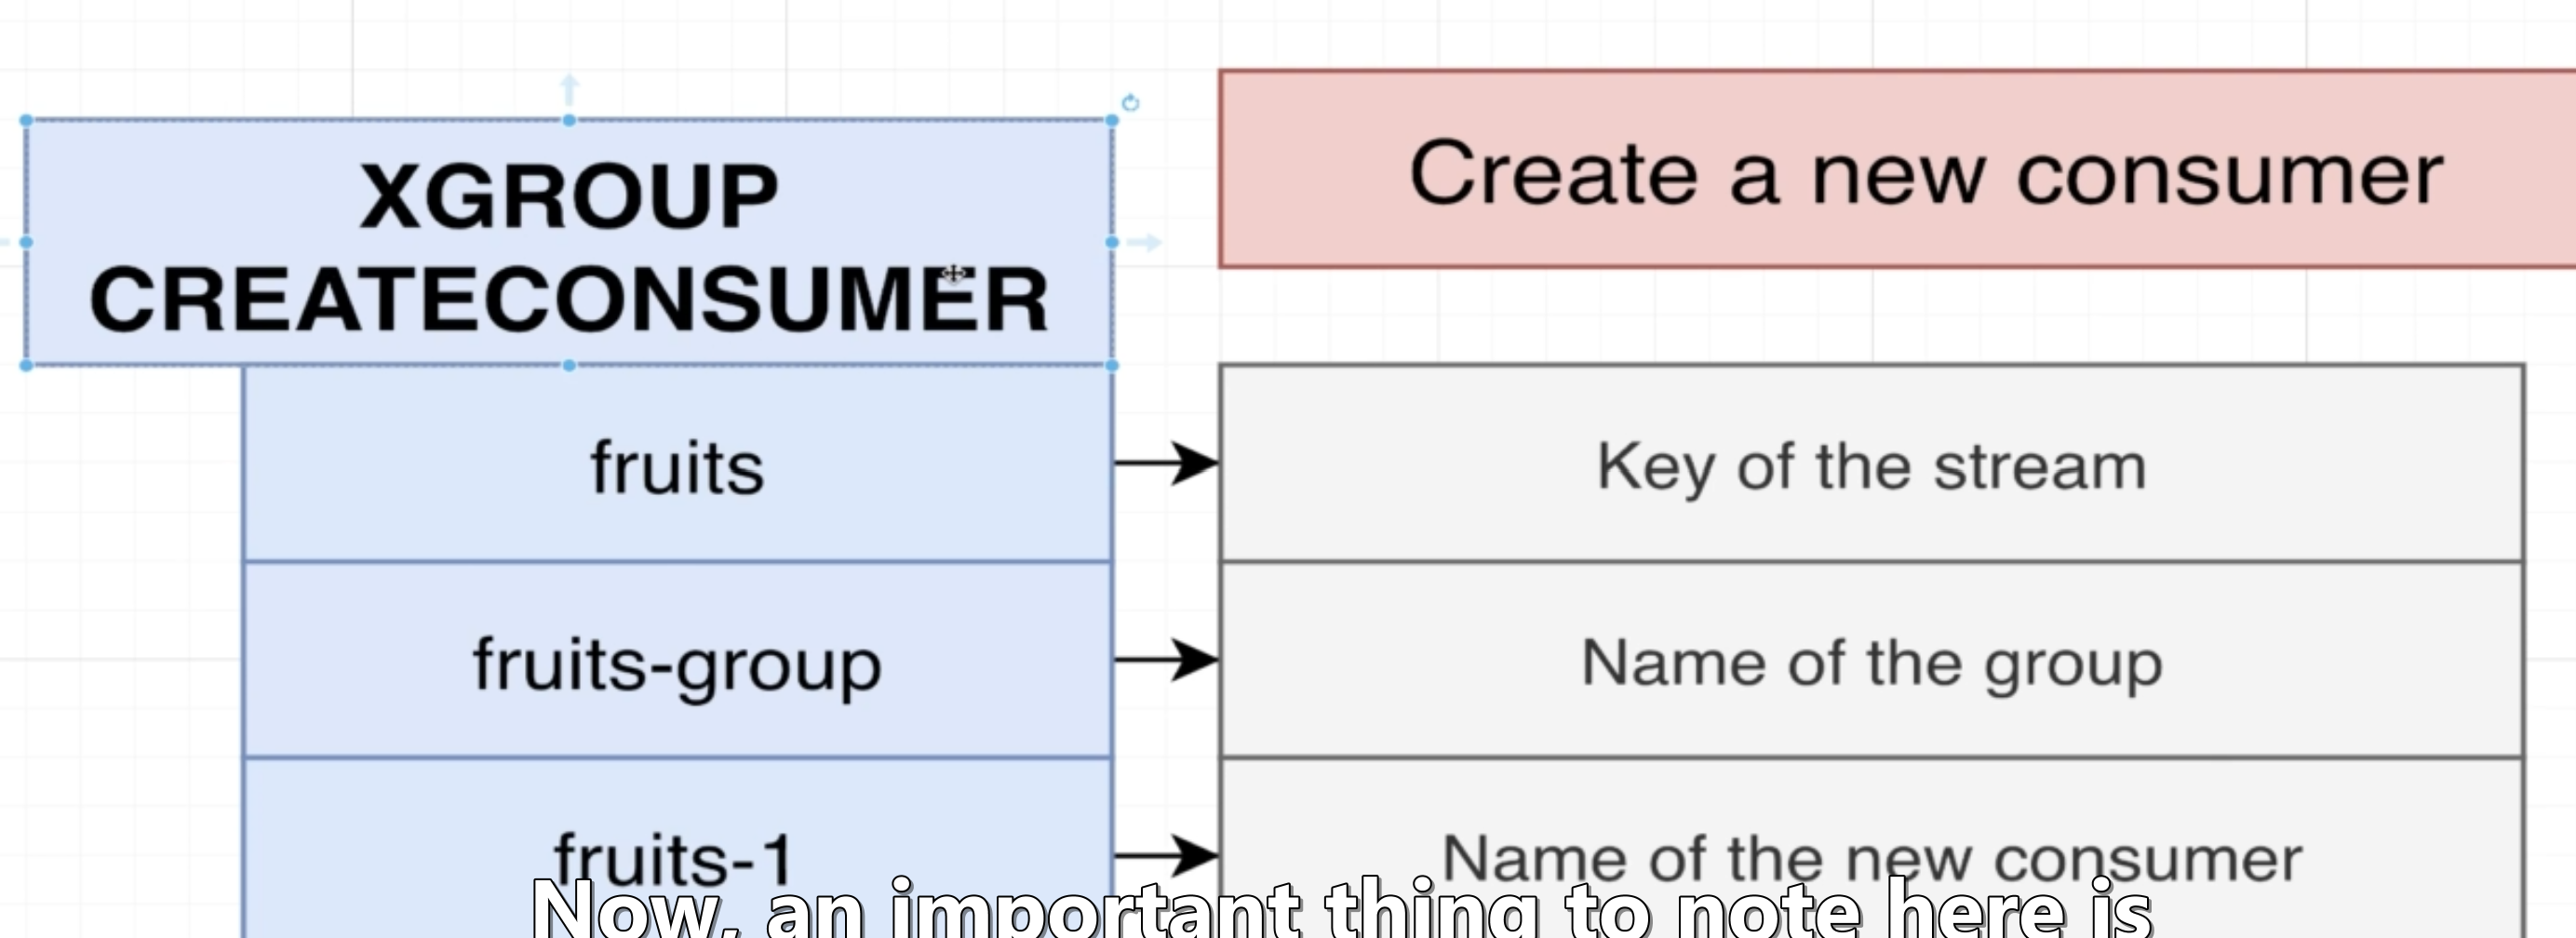 XGROUP
CREATECONSUMER
Create a new consumer
fruits
Key of the stream
fruits-group
Name of the group
fruits-1
Name of the new consumer
Now, an important thing to note here is